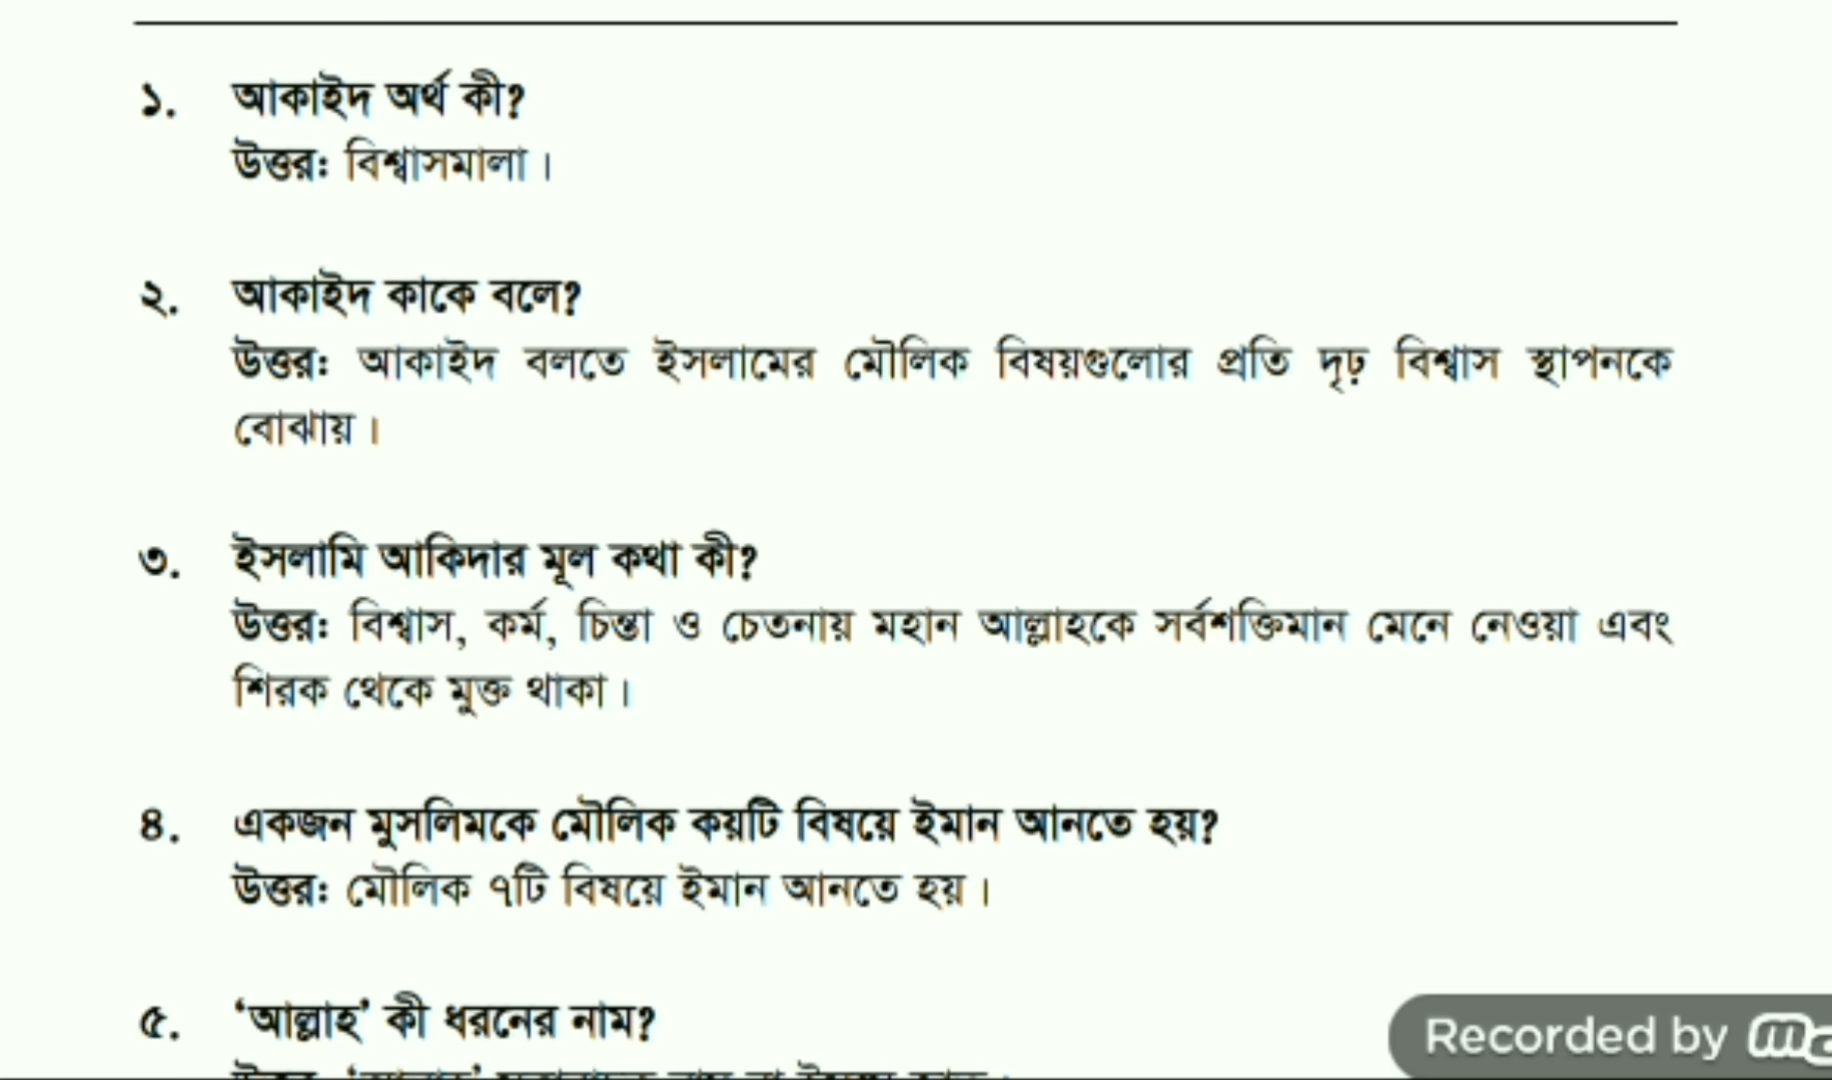 ১. আকাইদ অর্থ কী?
উত্তর: বিশ্বাসমালা।
২. আকাইদ কাকে বলে?
উত্তর: আকাইদ বলতে ইসলামের মৌলিক বিষয়গুলোর প্রতি দৃঢ় বিশ্বাস স্থাপনকে
বোঝায়।
৩. ইসলামি আকিদার মূল কথা কী?
উত্তর: বিশ্বাস, কর্ম, চিন্তা ও চেতনায় মহান আল্লাহকে সর্বশক্তিমান মেনে নেওয়া এবং
শিরক থেকে মুক্ত থাকা।
৪. একজন মুসলিমকে মৌলিক কয়টি বিষয়ে ইমান আনতে হয়?
উত্তর: মৌলিক ৭টি বিষয়ে ইমান আনতে হয়।
৫. ‘আল্লাহ’ কী ধরনের নাম?
Recorded by